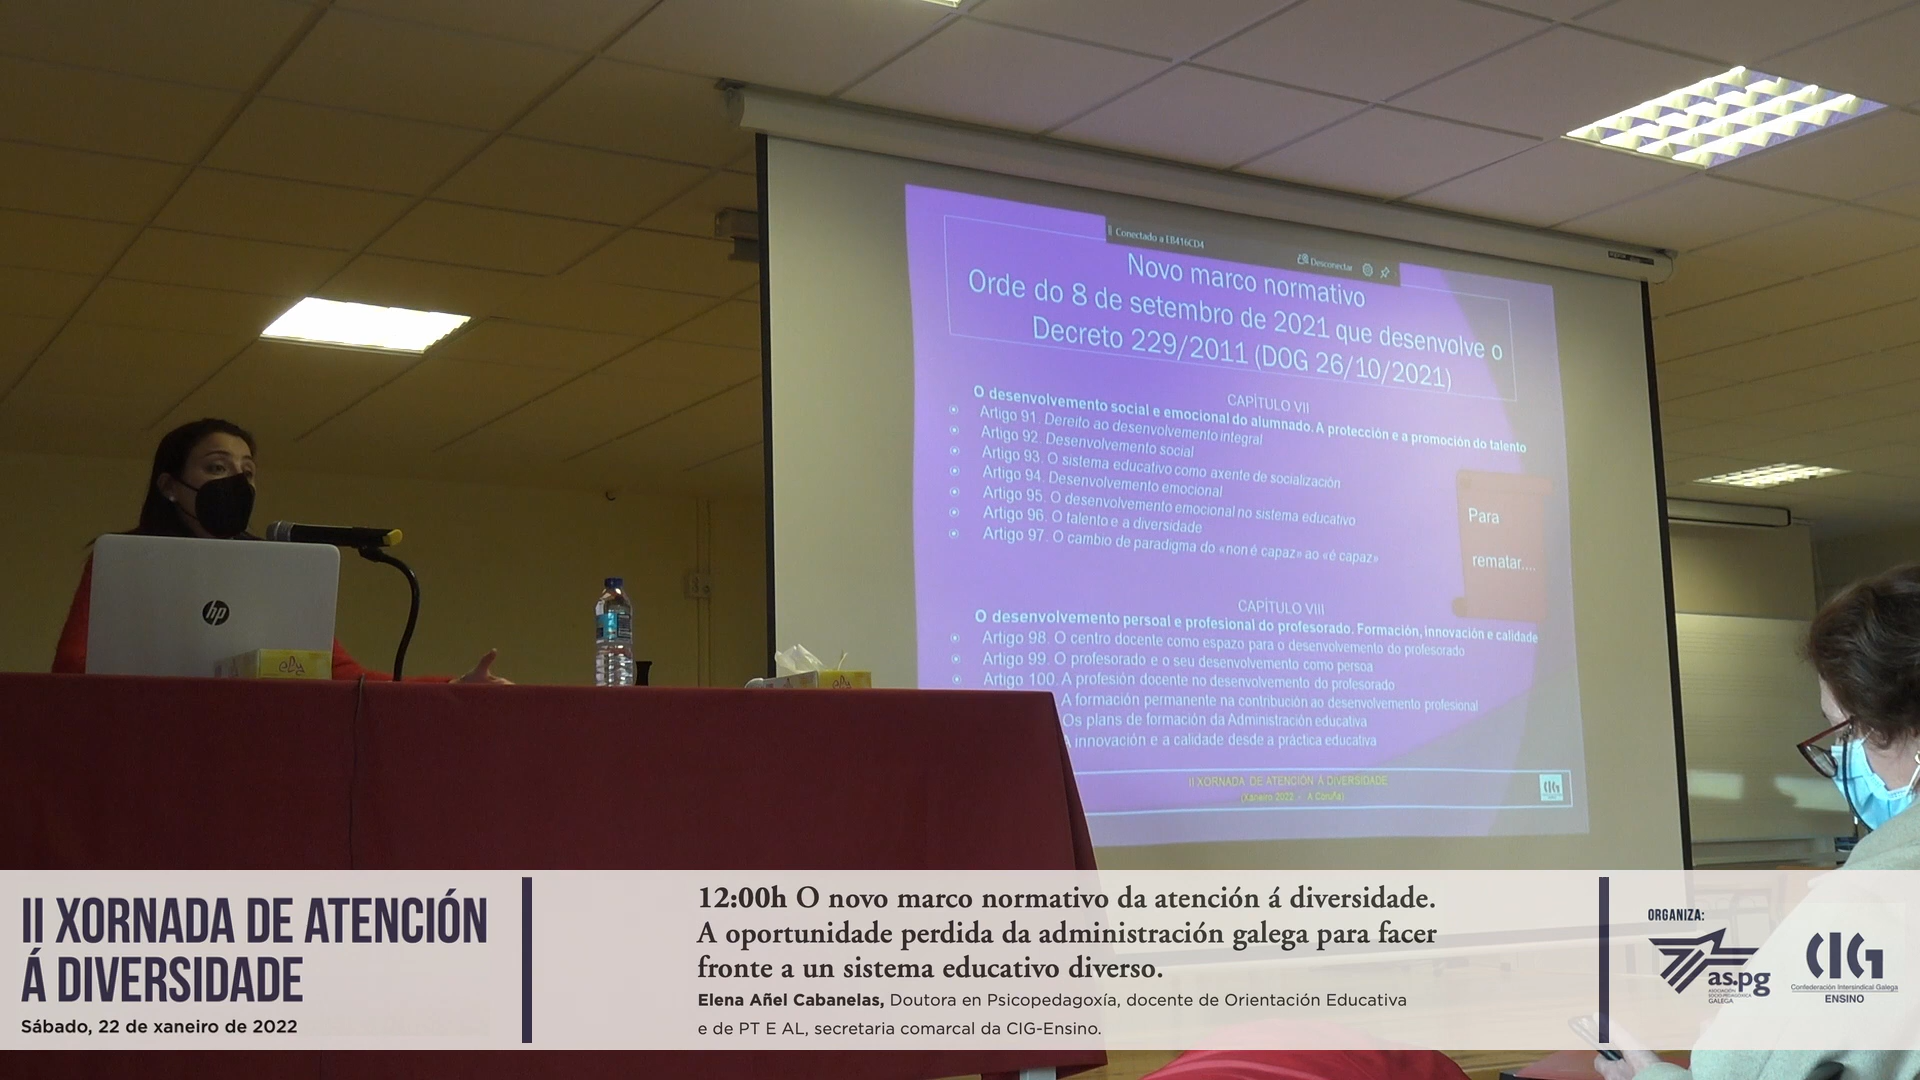 Conectado a EB416CD4
Desconectar
Novo marco normativo
Orde do 8 de setembro de 2021 que desenvolve o
Decreto 229/2011 (DOG 26/10/2021)
CAPÍTULO VII
O desenvolvemento social e emocional do alumnado. A protección e a promoción do talento
Artigo 91. Dereito ao desenvolvemento integral
Artigo 92. Desenvolvemento social
Artigo 93. O sistema educativo como axente de socialización
Artigo 94. Desenvolvemento emocional
Artigo 95. O desenvolvemento emocional no sistema educativo
Artigo 96. O talento e a diversidade
Artigo 97. O cambio de paradigma do «non é capaz» ao «é capaz»
Para
rematar....
CAPÍTULO VIII
O desenvolvemento persoal e profesional do profesorado. Formación, innovación e calidade
Artigo 98. O centro docente como espazo para o desenvolvemento do profesorado
Artigo 99. O profesorado e o seu desenvolvemento como persoa
Artigo 100. A profesión docente no desenvolvemento do profesorado
A formación permanente na contribución ao desenvolvemento profesional
Os plans de formación da Administración educativa
A innovación e a calidade desde a práctica educativa
II XORNADA DE ATENCIÓN Á DIVERSIDADE
(Xaneiro 2022 - A Coruña)
CIG
hp
II XORNADA DE ATENCIÓN
Á DIVERSIDADE
Sábado, 22 de xaneiro de 2022
12:00h O novo marco normativo da atención á diversidade.
A oportunidade perdida da administración galega para facer
fronte a un sistema educativo diverso.
Elena Añel Cabanelas, Doutora en Psicopedagoxía, docente de Orientación Educativa
e de PT E AL, secretaria comarcal da CIG-Ensino.
ORGANIZA:
as.pg
ASOCIACIÓN
SOCIO-PEDAGÓXICA
GALEGA
CIG
Confederación Intersindical Galega
ENSINO